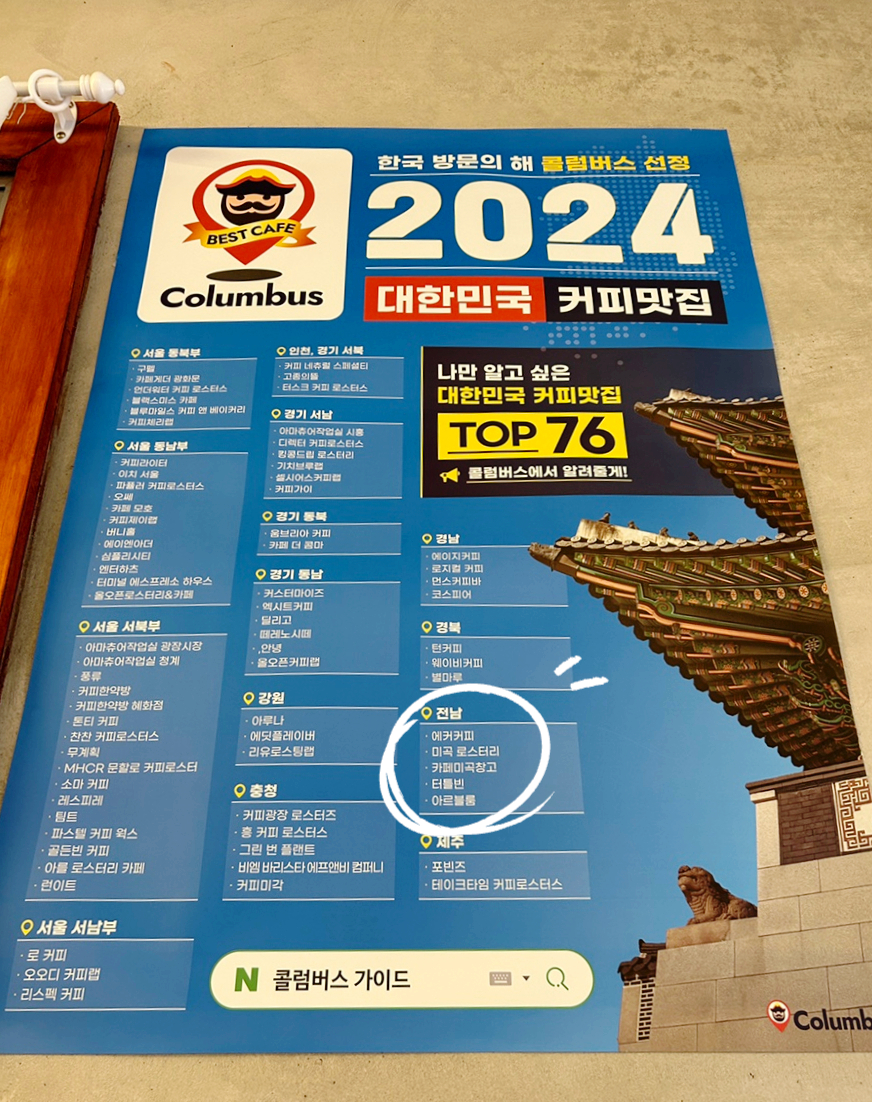 한국 방문의 해 콜럼버스 선정
2024
대한민국 커피맛집
BEST CAFE
Columbus
서울 동북부
· 구월
· 카페게더 광화문
· 언더워터 커피 로스터스
· 블랙스미스 카페
· 블루마일스 커피 앤 베이커리
· 커피체리랩
서울 동남부
· 커피라이터
· 이치 서울
· 파플러 커피로스터스
· 오쎄
· 카페 모호
· 커피제이랩
· 버니홀
· 에이엔아더
· 심플리시티
· 엔터하츠
· 터미널 에스프레소 하우스
· 올오픈로스터리&카페
서울 서북부
· 아마츄어작업실 광장시장
· 아마츄어작업실 청계
· 풍류
· 커피한약방
· 커피한약방 혜화점
· 톤티 커피
· 찬찬 커피로스터스
· 무계획
· MHCR 문할로 커피로스터
· 소마 커피
· 레스피레
· 팀트
· 파스텔 커피 웍스
· 골든빈 커피
· 아를 로스터리 카페
· 런이트
서울 서남부
· 로 커피
· 오오디 커피랩
· 리스펙 커피
인천, 경기 서북
· 커피 네츄럴 스페셜티
· 고종의뜰
· 터스크 커피 로스터스
경기 서남
· 아마츄어작업실 시흥
· 디렉터 커피로스터스
· 킹콩드립 로스터리
· 기치브루랩
· 셀시어스커피랩
· 커피가이
경기 동북
· 움브리아 커피
· 카페 더 콤마
경기 동남
· 커스터마이즈
· 엑시트커피
· 딜리고
· 떼레노시떼
· .안녕
· 올오픈커피랩
강원
· 아루나
· 에딧플레이버
· 리유로스팅랩
충청
· 커피광장 로스터즈
· 홍 커피 로스터스
· 그린 번 플랜트
· 비엠 바리스타 에프앤비 컴퍼니
· 커피미각
나만 알고 싶은
대한민국 커피맛집
TOP 76
콜럼버스에서 알려줄게!
경남
· 에이지커피
· 로지컬 커피
· 먼스커피바
· 코스피어
경북
· 턴커피
· 웨이비커피
· 별마루
전남
· 에커커피
· 미곡 로스터리
· 카페미곡창고
· 터틀빈
· 아르블룸
제주
· 포빈즈
· 테이크타임 커피로스터스
N 콜럼버스 가이드
Columb